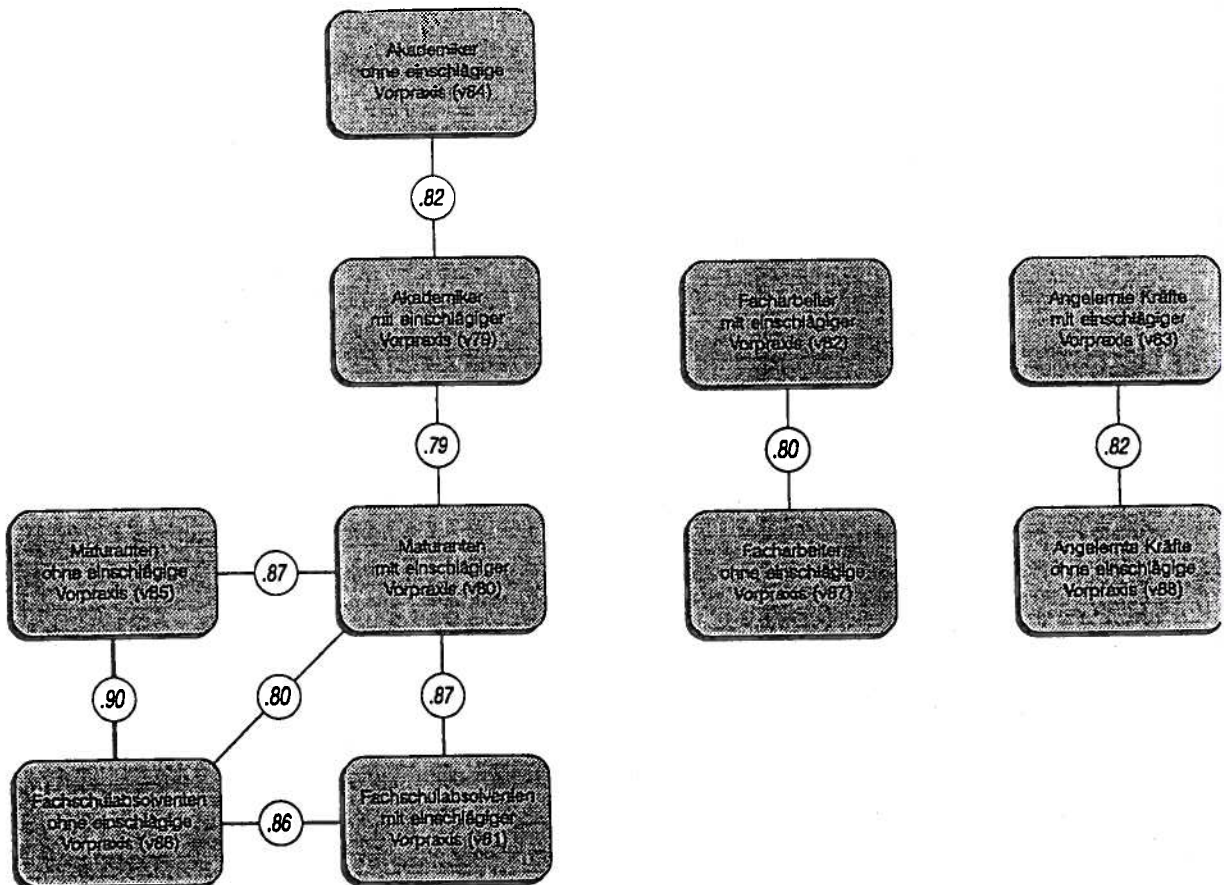 Akademiker
ohne einschlägige
Vorpraxis (v84)
.82
Akademiker
mit einschlägiger
Vorpraxis (v79)
Facharbeiter
mit einschlägiger
Vorpraxis (v82)
Angelernte Kräfte
mit einschlägiger
Vorpraxis (v83)
.79
.80
.82
Maturanten
ohne einschlägige
Vorpraxis (v85)
.87
Maturanten
mit einschlägiger
Vorpraxis (v80)
Facharbeiter
ohne einschlägige
Vorpraxis (v87)
Angelernte Kräfte
ohne einschlägige
Vorpraxis (v88)
.90
.80
.87
Fachschulabsolventen
ohne einschlägige
Vorpraxis (v86)
.86
Fachschulabsolventen
mit einschlägiger
Vorpraxis (v81)